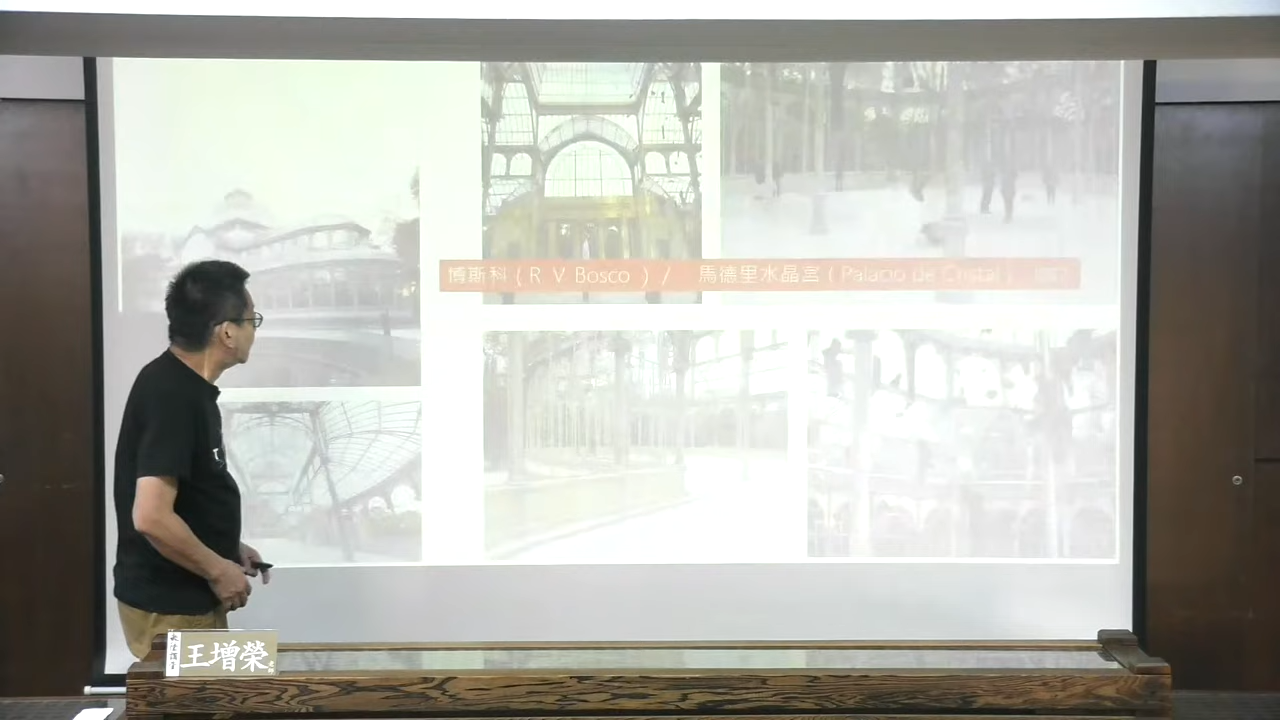 博斯科 ( R V Bosco ) / 馬德里水晶宮 ( Palacio de Cristal )
王增榮